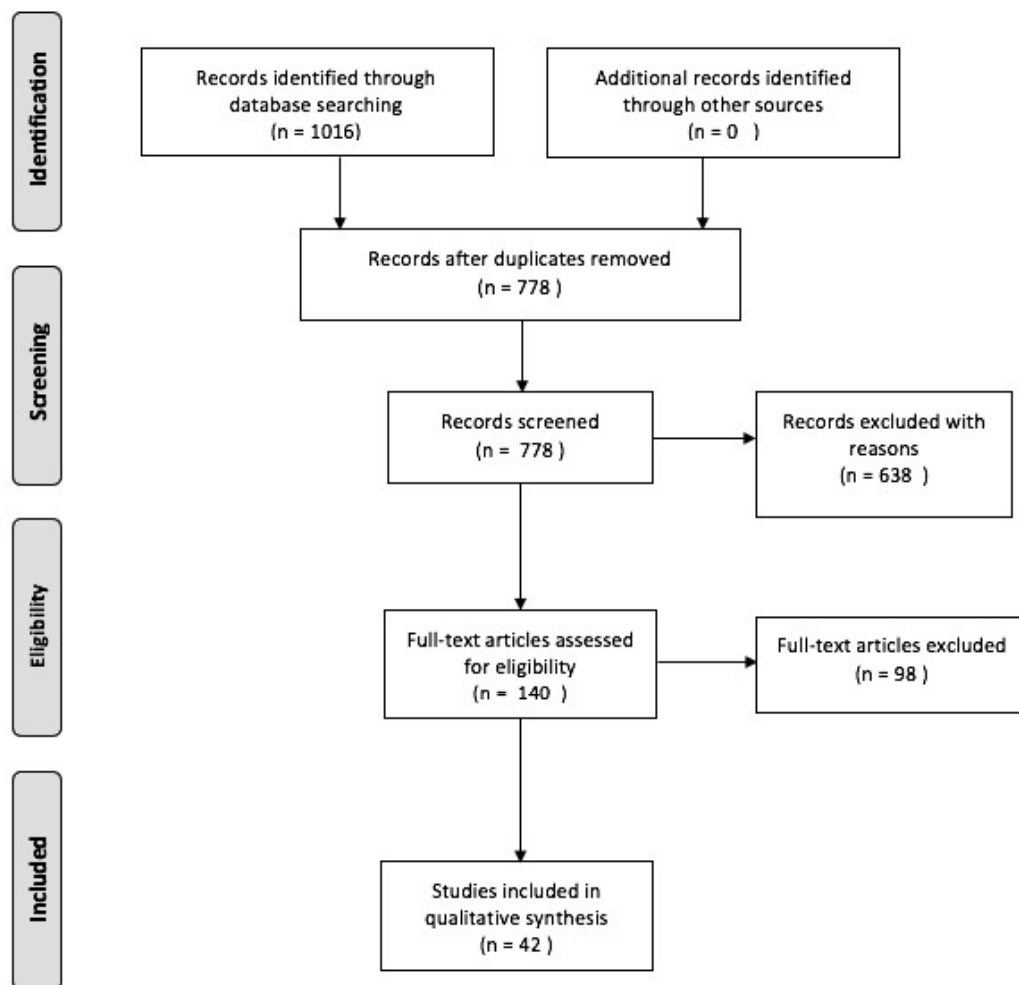 Identification
Records identified through
database searching
(n = 1016)
Additional records identified
through other sources
(n = 0  )
Records after duplicates removed
(n = 778 )
Screening
Records screened
(n =  778 )
Records excluded with
reasons
(n = 638  )
Eligibility
Full-text articles assessed
for eligibility
(n =  140 )
Full-text articles excluded
(n = 98 )
Included
Studies included in
qualitative synthesis
(n = 42 )